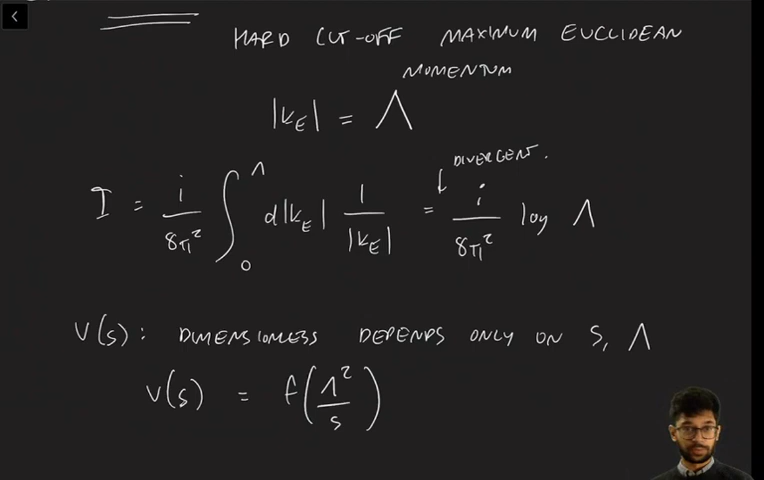 HARD CUT-OFF MAXIMUM EUCLIDEAN
MOMENTUM
|k_E| = Λ
DIVERGENT.
I = i/8π² ∫_0^Λ d|k_E| 1/|k_E| = i/8π² log Λ
V(s): DIMENSIONLESS DEPENDS ONLY ON S, Λ
V(s) = f(Λ²/s)